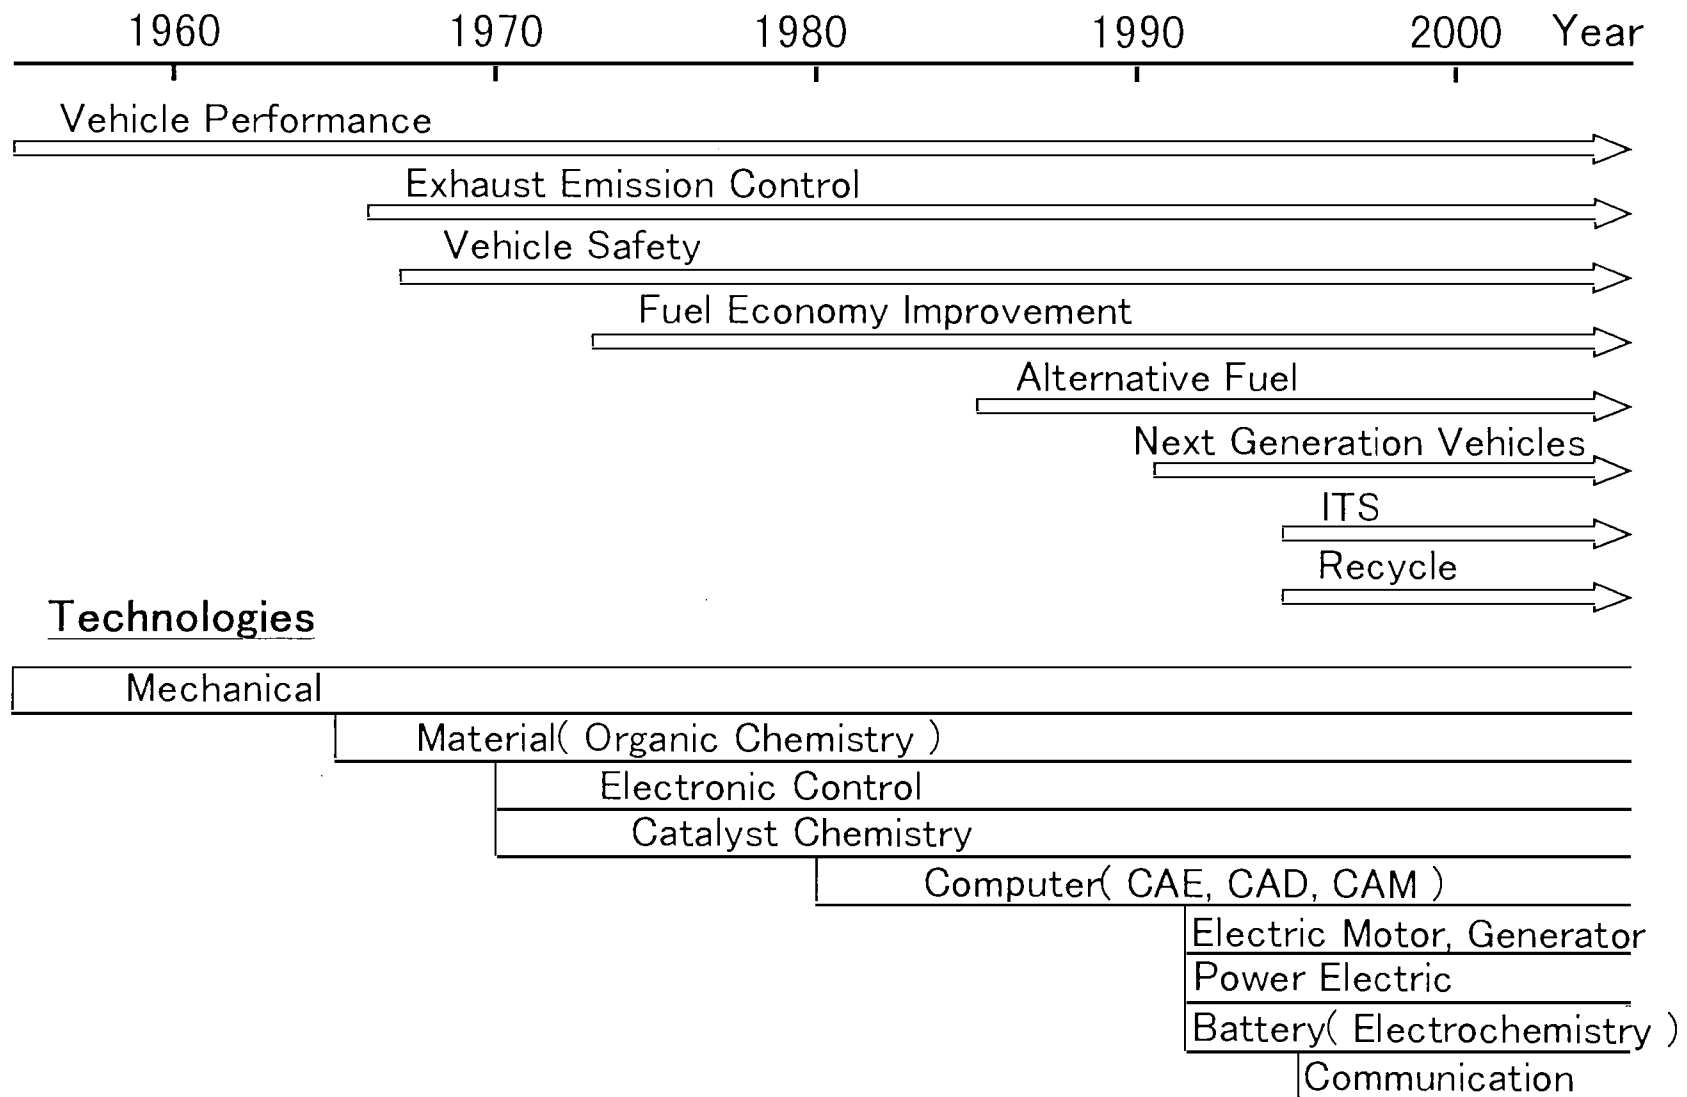 1960 1970 1980 1990 2000 Year
Vehicle Performance
Exhaust Emission Control
Vehicle Safety
Fuel Economy Improvement
Alternative Fuel
Next Generation Vehicles
ITS
Recycle
Technologies
Mechanical
Material( Organic Chemistry )
Electronic Control
Catalyst Chemistry
Computer( CAE, CAD, CAM )
Electric Motor, Generator
Power Electric
Battery( Electrochemistry )
Communication